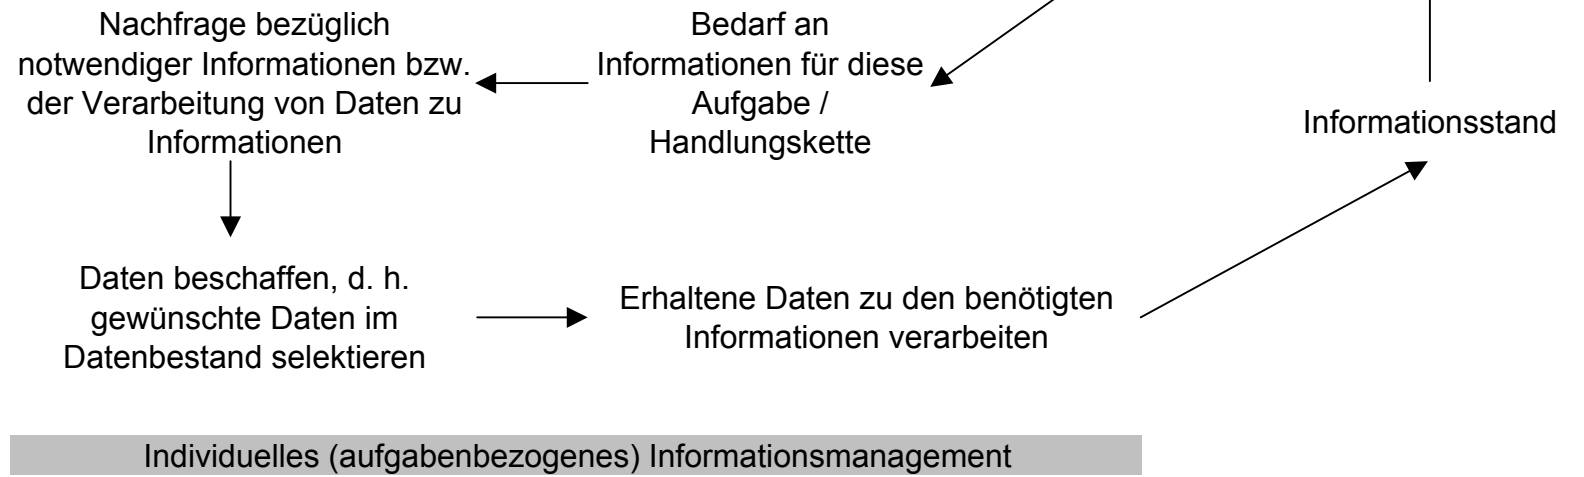 Nachfrage bezüglich
notwendiger Informationen bzw.
der Verarbeitung von Daten zu
Informationen
Bedarf an
Informationen für diese
Aufgabe /
Handlungskette
Informationsstand
Daten beschaffen, d. h.
gewünschte Daten im
Datenbestand selektieren
Erhaltene Daten zu den benötigten
Informationen verarbeiten
Individuelles (aufgabenbezogenes) Informationsmanagement